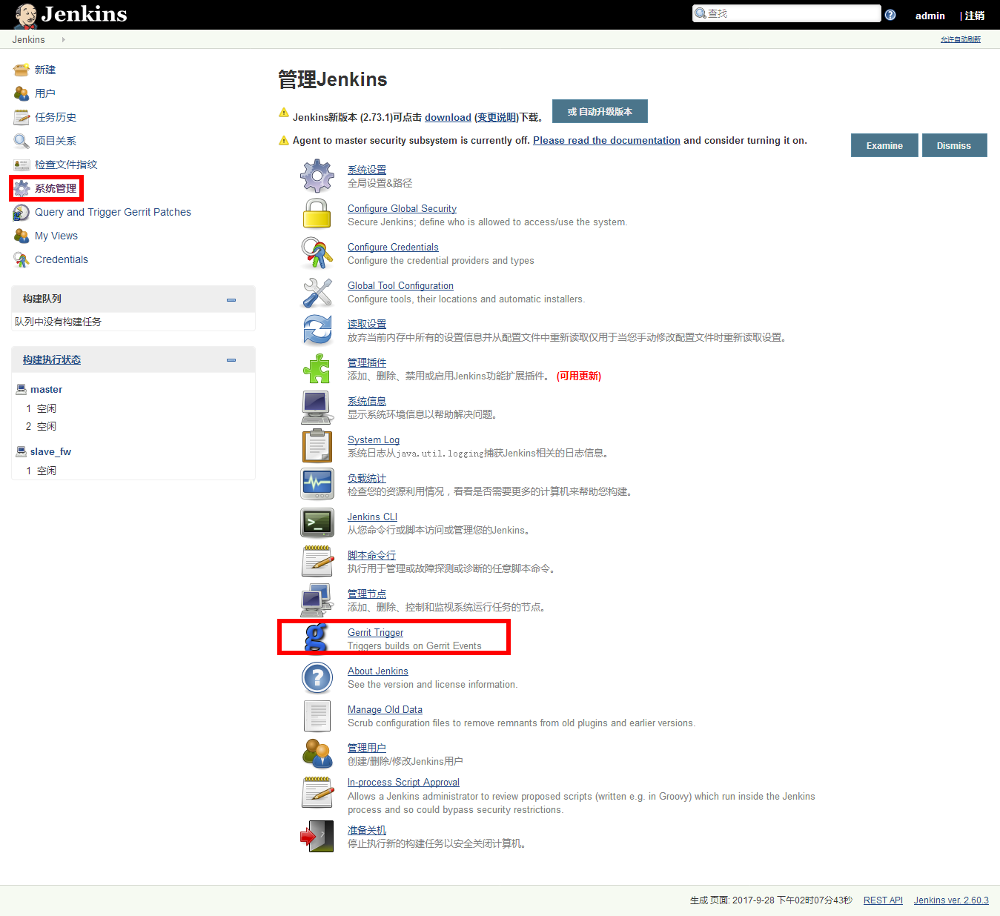 Jenkins
查找
admin
| 注销
Jenkins
允许自动刷新
新建
用户
任务历史
项目关系
检查文件指纹
系统管理
Query and Trigger Gerrit Patches
My Views
Credentials
构建队列
队列中没有构建任务
构建执行状态
master
1 空闲
2 空闲
slave_fw
1 空闲
管理Jenkins
Jenkins新版本 (2.73.1)可点击 download (变更说明)下载。
或 自动升级版本
Agent to master security subsystem is currently off. Please read the documentation and consider turning it on.
Examine
Dismiss
系统设置
全局设置&路径
Configure Global Security
Secure Jenkins; define who is allowed to access/use the system.
Configure Credentials
Configure the credential providers and types
Global Tool Configuration
Configure tools, their locations and automatic installers.
读取设置
放弃当前内存中所有的设置信息并从配置文件中重新读取仅用于当您手动修改配置文件时重新读取设置。
管理插件
添加、删除、禁用或启用Jenkins功能扩展插件。 (可用更新)
系统信息
显示系统环境信息以帮助解决问题。
System Log
系统日志从java.util.logging捕获Jenkins相关的日志信息。
负载统计
检查您的资源利用情况，看看是否需要更多的计算机来帮助您构建。
Jenkins CLI
从您命令行或脚本访问或管理您的Jenkins。
脚本命令行
执行用于管理或故障探测或诊断的任意脚本命令。
管理节点
添加、删除、控制和监视系统运行任务的节点。
Gerrit Trigger
Triggers builds on Gerrit Events
About Jenkins
See the version and license information.
Manage Old Data
Scrub configuration files to remove remnants from old plugins and earlier versions.
管理用户
创建/删除/修改Jenkins用户
In-process Script Approval
Allows a Jenkins administrator to review proposed scripts (written e.g. in Groovy) which run inside the Jenkins
process and so could bypass security restrictions.
准备关机
停止执行新的构建任务以安全关闭计算机。
生成 页面: 2017-9-28 下午02时07分43秒
REST API
Jenkins ver. 2.60.3